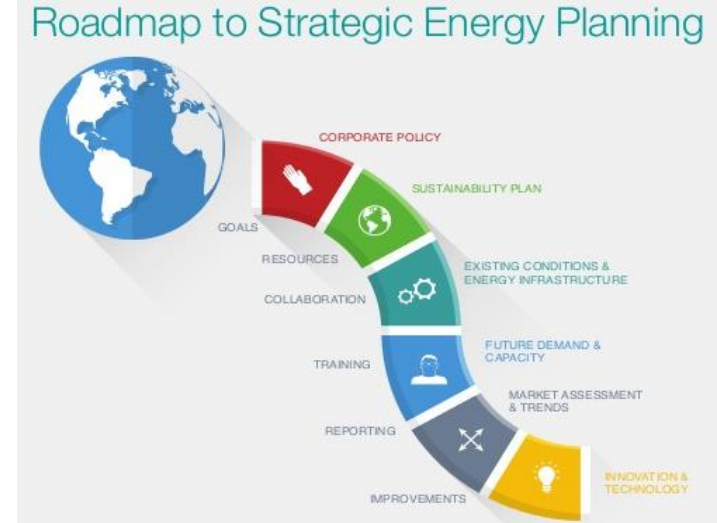 Roadmap to Strategic Energy Planning
CORPORATE POLICY
SUSTAINABILITY PLAN
GOALS
RESOURCES
EXISTING CONDITIONS &
ENERGY INFRASTRUCTURE
COLLABORATION
FUTURE DEMAND &
CAPACITY
TRAINING
MARKET ASSESSMENT
& TRENDS
REPORTING
INNOVATION &
TECHNOLOGY
IMPROVEMENTS